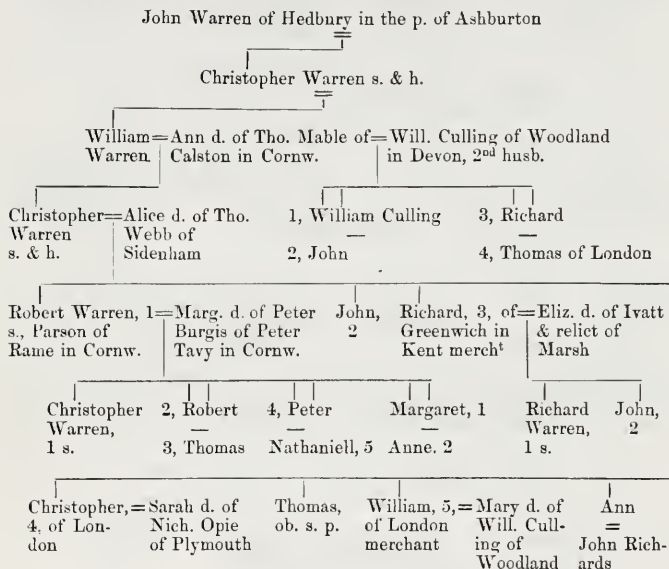 John Warren of Hedbury in the p. of Ashburton
=
Christopher Warren s. & h.
=
William = Ann d. of Tho. Mable of = Will. Culling of Woodland
Warren Calston in Cornw. in Devon, 2nd husb.
Christopher = Alice d. of Tho. 1, William Culling 3, Richard
Warren Webb of — —
s. & h. Sidenham 2, John 4, Thomas of London
Robert Warren, 1 = Marg. d. of Peter John, Richard, 3, of = Eliz. d. of Ivatt
s., Parson of Burgis of Peter 2 Greenwich in & relict of
Rame in Cornw. Tavy in Cornw. Kent mercht Marsh
Christopher 2, Robert 4, Peter Margaret, 1 Richard John,
Warren, — — — Warren, 2
1 s. 3, Thomas Nathaniell, 5 Anne. 2 1 s.
Christopher, = Sarah d. of Thomas, William, 5, = Mary d. of Ann
4, of Lon- Nich. Opie ob. s. p. of London Will. Cull- =
don of Plymouth merchant ing of John Rich-
Woodland ards